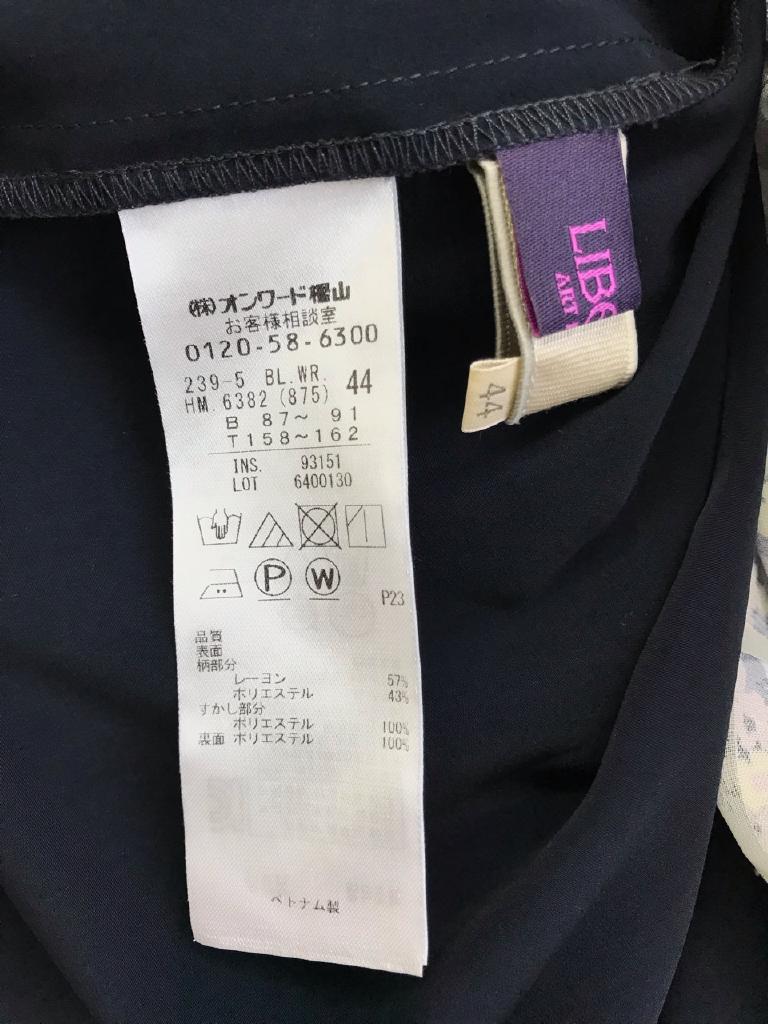 (株)オンワード樫山
お客様相談室
0120-58-6300
239-5 BL.WR. 44
HM.6382(875)
B 87~ 91
T158~162
INS. 93151
LOT 6400130
P
W
P23
品質
表面
柄部分
レーヨン 57%
ポリエステル 43%
すかし部分
ポリエステル 100%
裏面 ポリエステル 100%
ベトナム製
44
ART